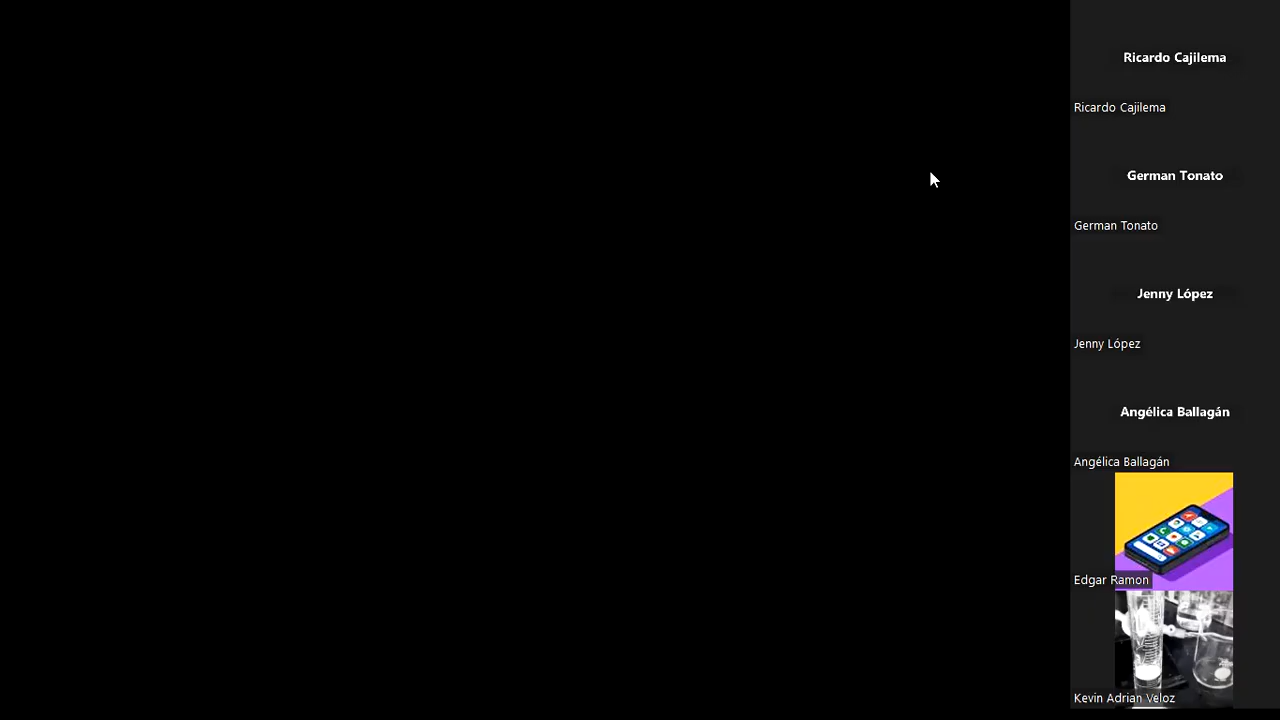 Ricardo Cajilema
Ricardo Cajilema
German Tonato
German Tonato
Jenny López
Jenny López
Angélica Ballagán
Angélica Ballagán
Edgar Ramon
Kevin Adrian Veloz